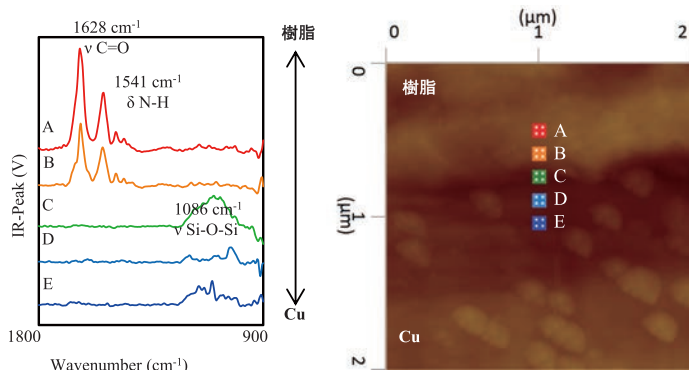 1628 cm⁻¹
ν C=O
1541 cm⁻¹
δ N-H
1086 cm⁻¹
ν Si-O-Si
A
B
C
D
E
IR-Peak (V)
1800
900
Wavenumber (cm⁻¹)
樹脂
Cu
(μm)
0
1
2
(μm)
0
1
2
樹脂
A
B
C
D
E
Cu